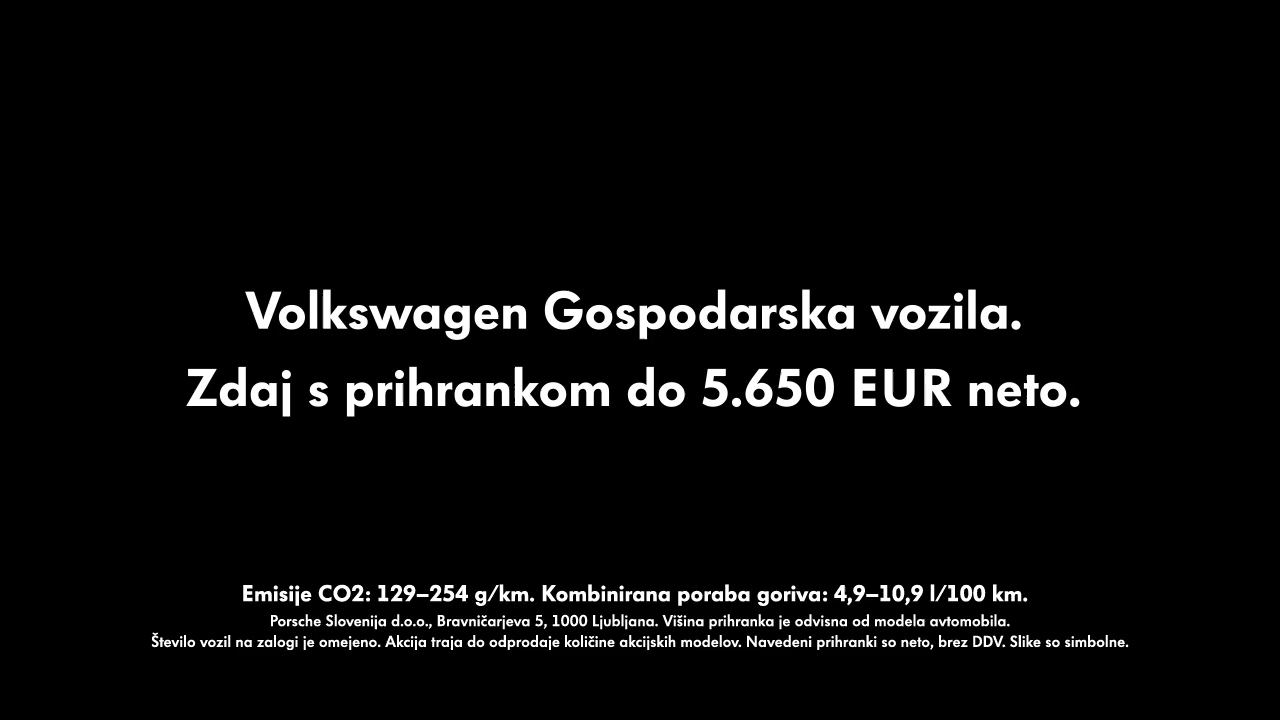 Volkswagen Gospodarska vozila.
Zdaj s prihrankom do 5.650 EUR neto.
Emisije CO2: 129–254 g/km. Kombinirana poraba goriva: 4,9–10,9 l/100 km.
Porsche Slovenija d.o.o., Bravničarjeva 5, 1000 Ljubljana. Višina prihranka je odvisna od modela avtomobila.
Število vozil na zalogi je omejeno. Akcija traja do odprodaje količine akcijskih modelov. Navedeni prihranki so neto, brez DDV. Slike so simbolne.